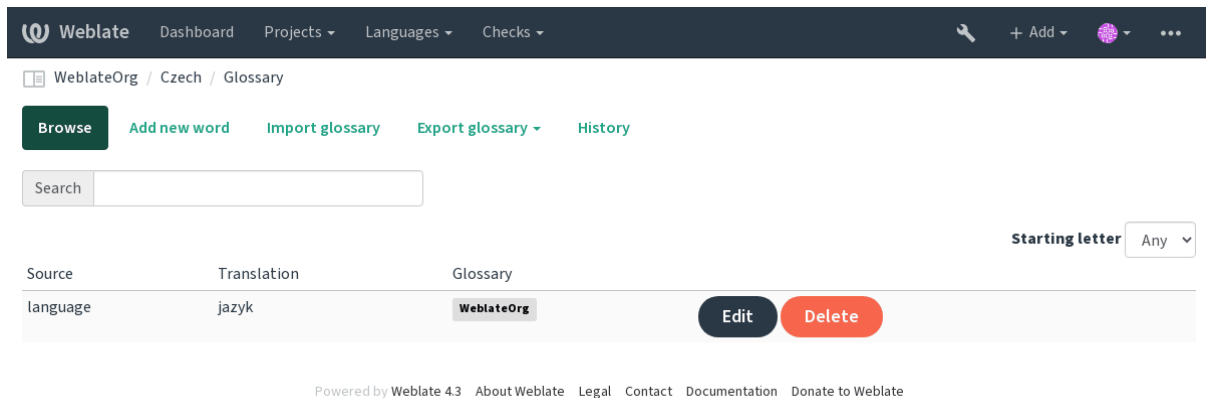 Weblate Dashboard Projects Languages Checks + Add
WeblateOrg / Czech / Glossary
Browse Add new word Import glossary Export glossary History
Search
Starting letter Any
Source Translation Glossary
language jazyk WeblateOrg Edit Delete
Powered by Weblate 4.3 About Weblate Legal Contact Documentation Donate to Weblate